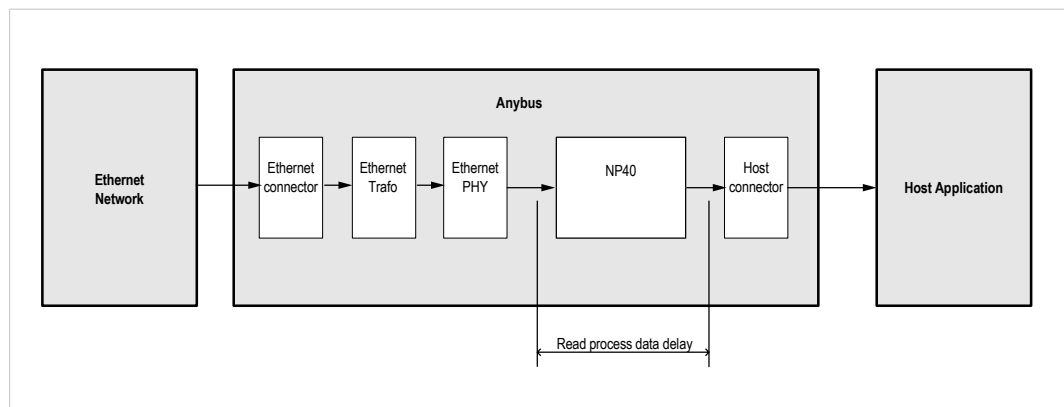 Anybus
Ethernet
Network
Ethernet
connector
Ethernet
Trafo
Ethernet
PHY
NP40
Host
connector
Host Application
Read process data delay